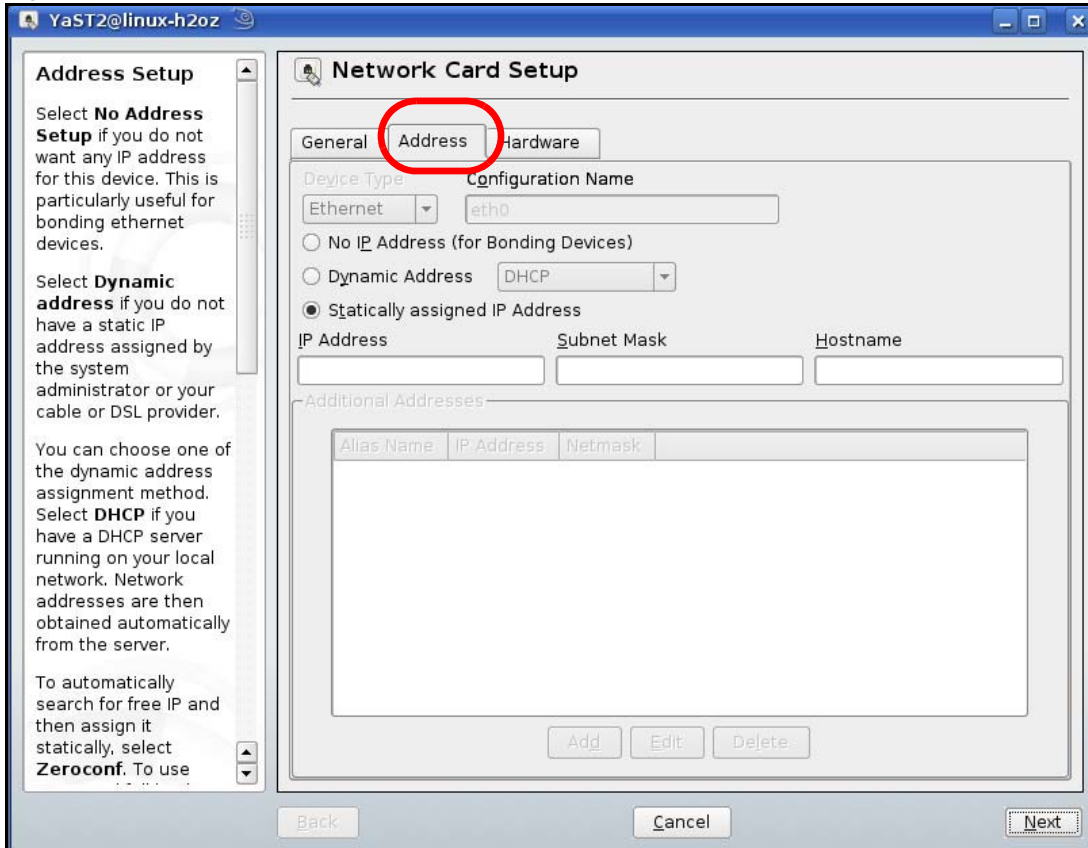 YaST2@linux-h2oz
Address Setup
Select No Address
Setup if you do not
want any IP address
for this device. This is
particularly useful for
bonding ethernet
devices.
Select Dynamic
address if you do not
have a static IP
address assigned by
the system
administrator or your
cable or DSL provider.
You can choose one of
the dynamic address
assignment method.
Select DHCP if you
have a DHCP server
running on your local
network. Network
addresses are then
obtained automatically
from the server.
To automatically
search for free IP and
then assign it
statically, select
Zeroconf. To use
Network Card Setup
General Address Hardware
Device Type Configuration Name
Ethernet eth0
No IP Address (for Bonding Devices)
Dynamic Address DHCP
Statically assigned IP Address
IP Address Subnet Mask Hostname
Additional Addresses
Alias Name IP Address Netmask
Add Edit Delete
Back Cancel Next